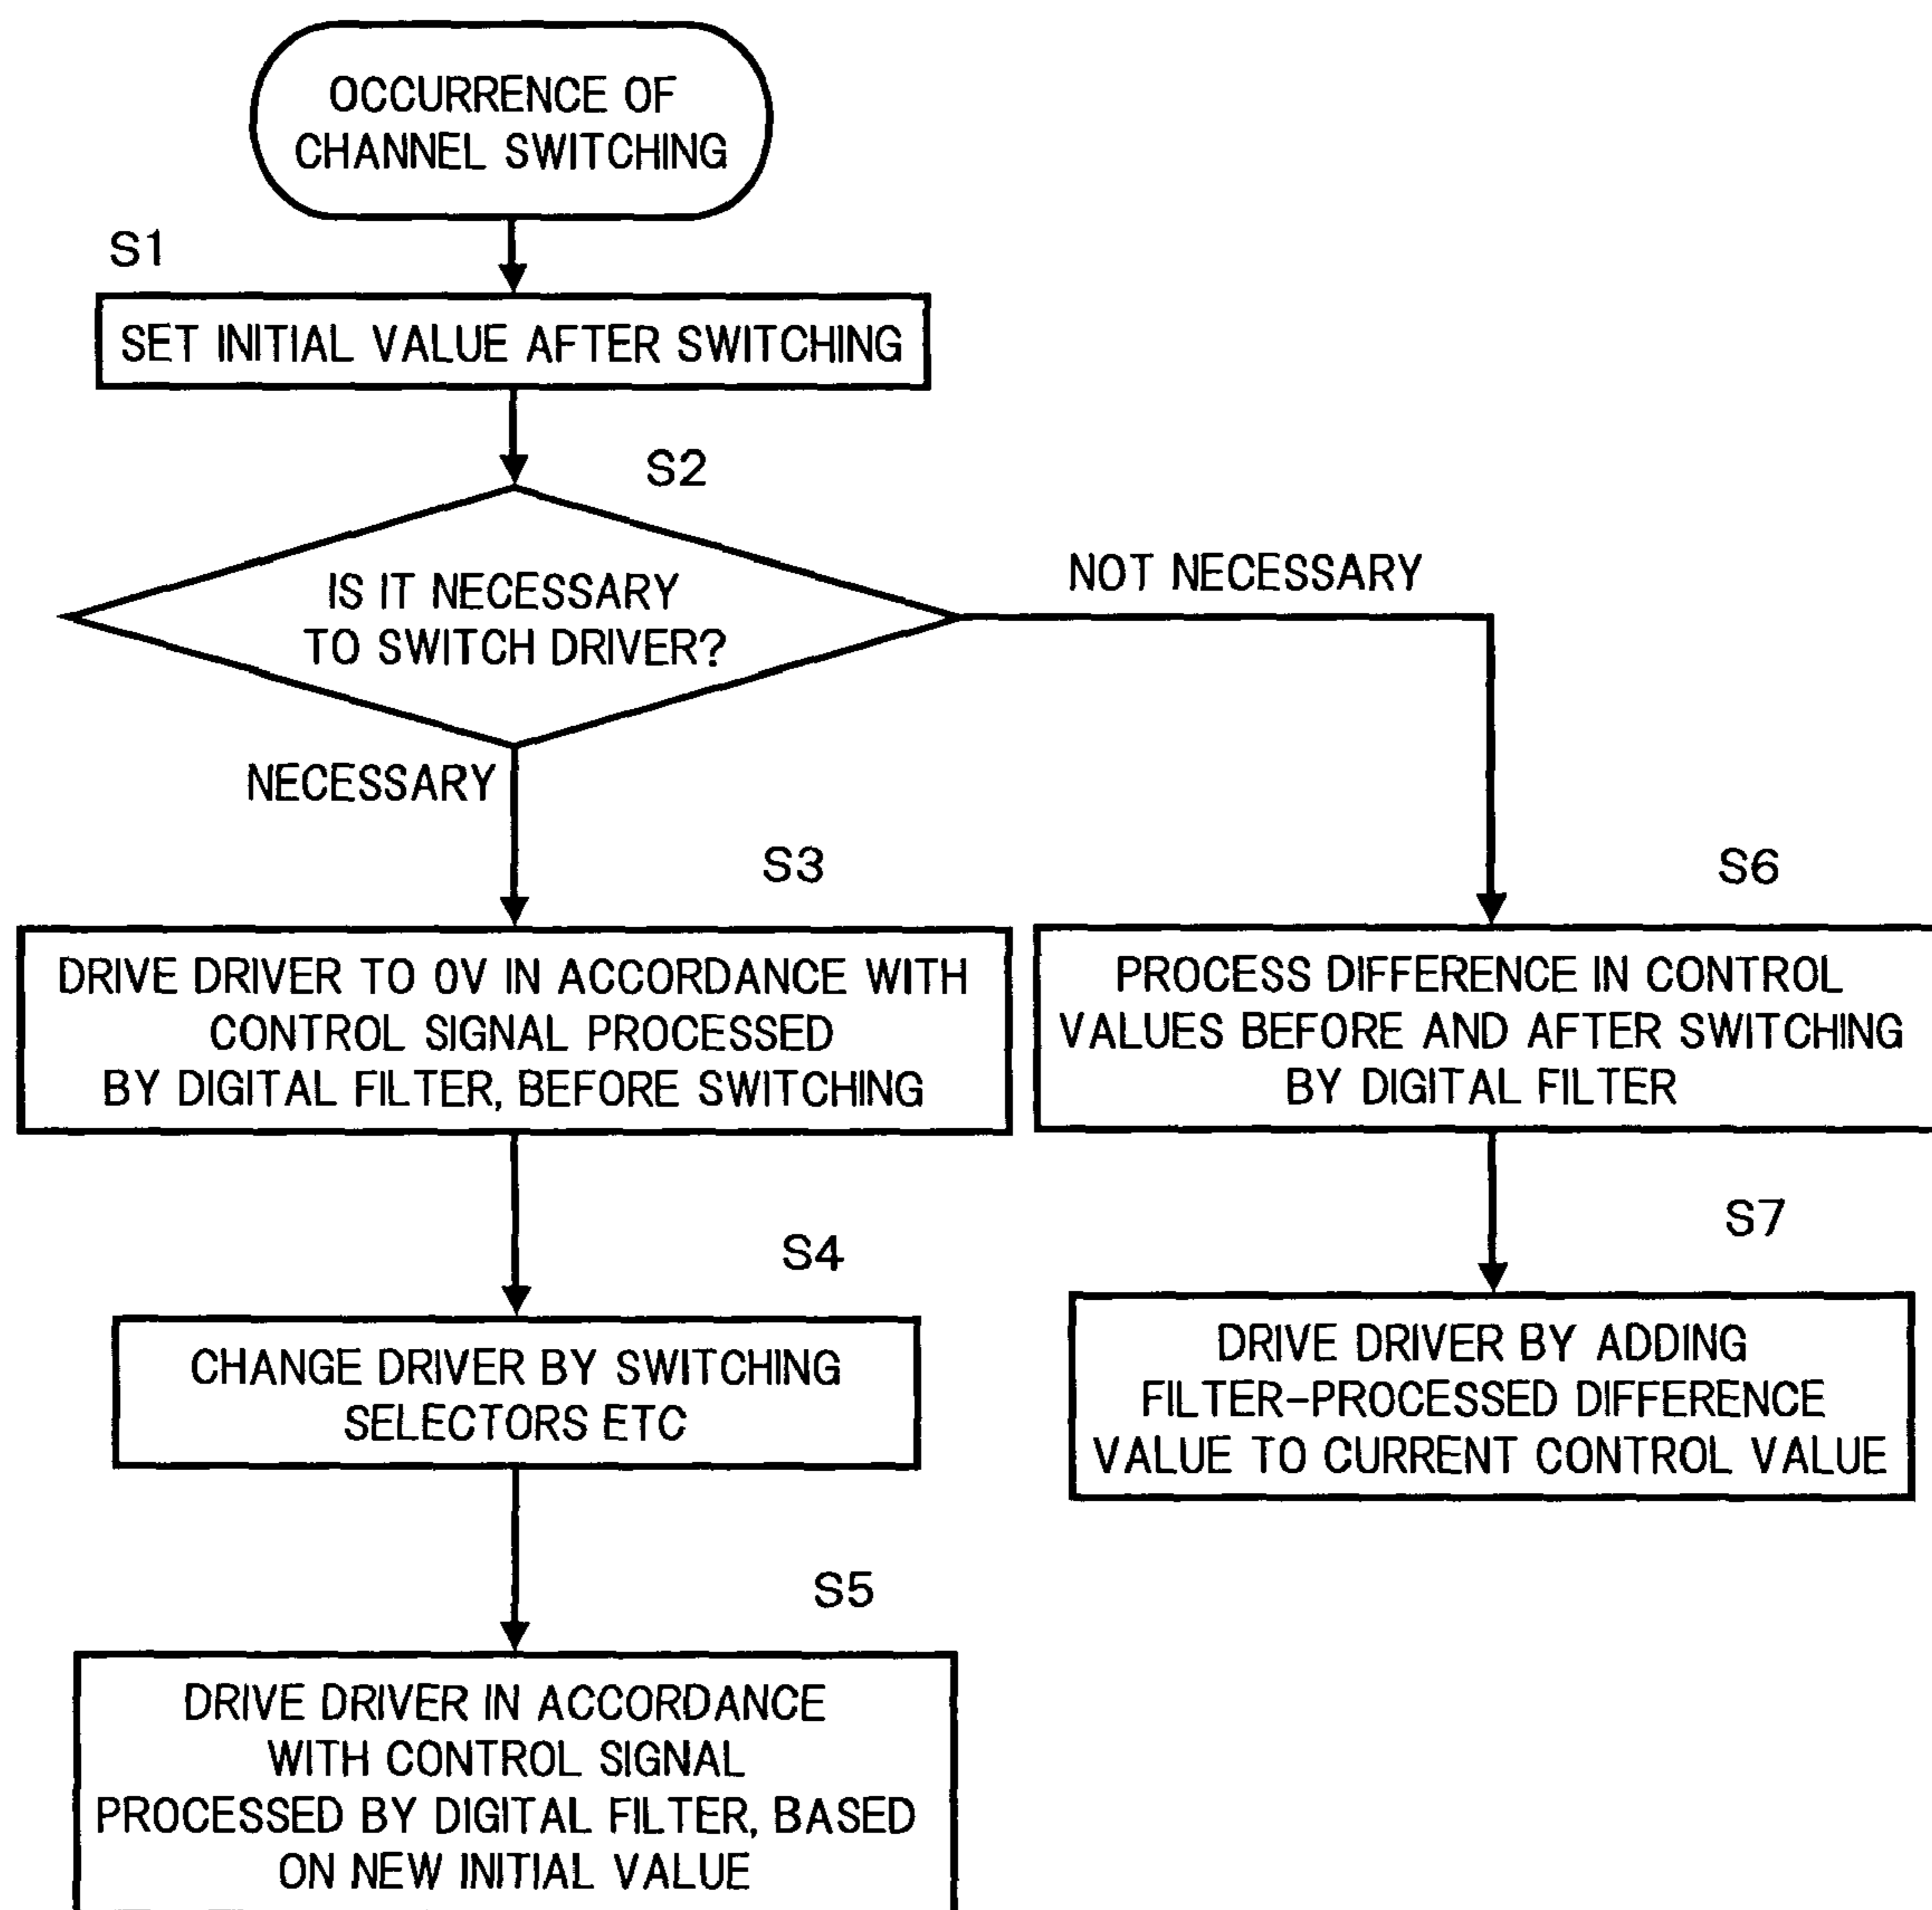 OCCURRENCE OF
CHANNEL SWITCHING
S1
SET INITIAL VALUE AFTER SWITCHING
S2
IS IT NECESSARY
TO SWITCH DRIVER?
NOT NECESSARY
NECESSARY
S3
DRIVE DRIVER TO 0V IN ACCORDANCE WITH
CONTROL SIGNAL PROCESSED
BY DIGITAL FILTER, BEFORE SWITCHING
S4
CHANGE DRIVER BY SWITCHING
SELECTORS ETC
S5
DRIVE DRIVER IN ACCORDANCE
WITH CONTROL SIGNAL
PROCESSED BY DIGITAL FILTER, BASED
ON NEW INITIAL VALUE
S6
PROCESS DIFFERENCE IN CONTROL
VALUES BEFORE AND AFTER SWITCHING
BY DIGITAL FILTER
S7
DRIVE DRIVER BY ADDING
FILTER-PROCESSED DIFFERENCE
VALUE TO CURRENT CONTROL VALUE